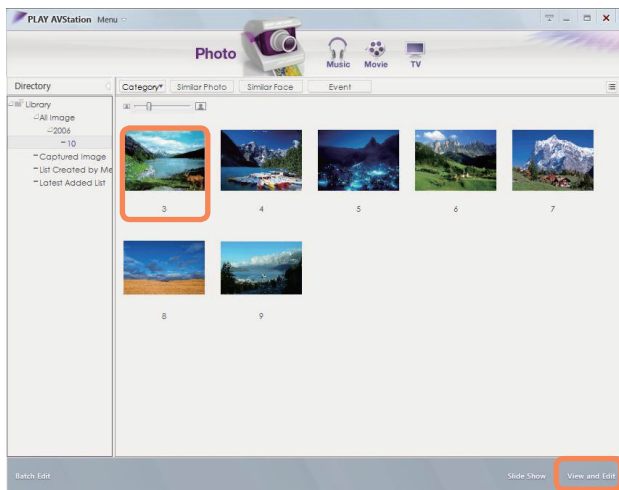 PLAY AVStation Menu
Photo
Music Movie TV
Directory
Category Similar Photo Similar Face Event
Library
All Image
2006
10
Captured Image
List Created by Me
Latest Added List
3 4 5 6 7
8 9
Batch Edit Slide Show View and Edit